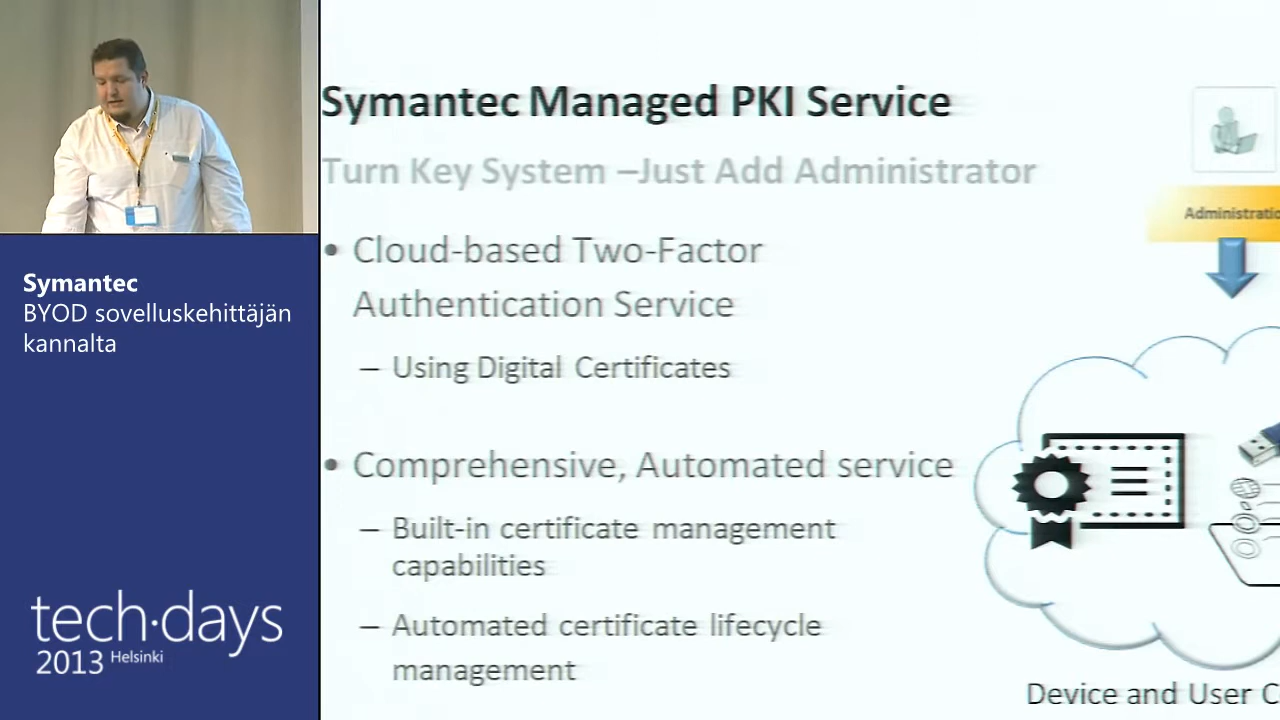 Symantec
BYOD sovelluskehittäjän
kannalta
tech·days
2013 Helsinki
Symantec Managed PKI Service
Turn Key System –Just Add Administrator
• Cloud-based Two-Factor
Authentication Service
– Using Digital Certificates
• Comprehensive, Automated service
– Built-in certificate management
capabilities
– Automated certificate lifecycle
management
Administratio
Device and User C